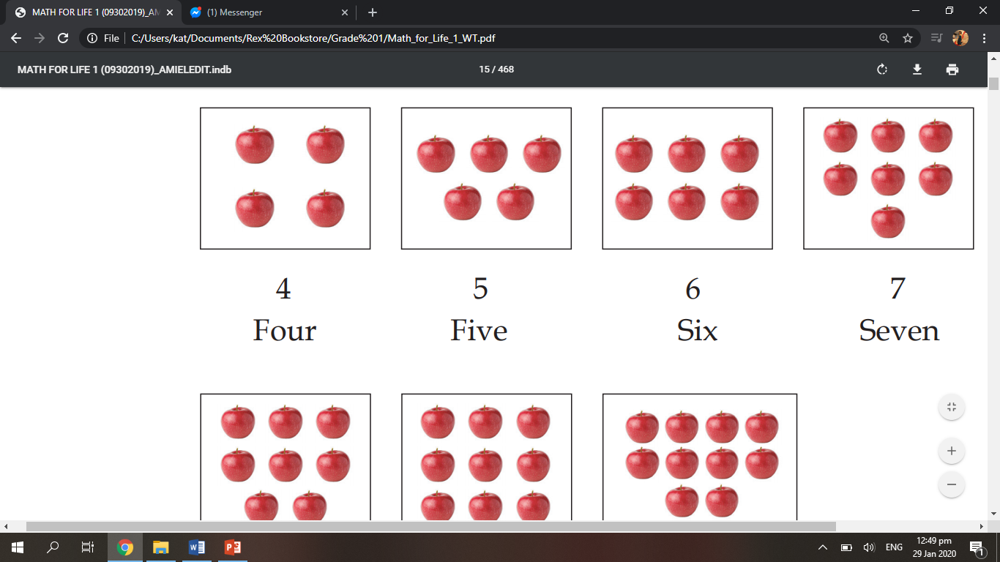 MATH FOR LIFE 1 (09302019)_AM
(1) Messenger
File C:/Users/kat/Documents/Rex%20Bookstore/Grade%201/Math_for_Life_1_WT.pdf
MATH FOR LIFE 1 (09302019)_AMIELEDIT.indb
15 / 468
4 5 6 7
Four Five Six Seven
ENG
12:49 pm
29 Jan 2020
1